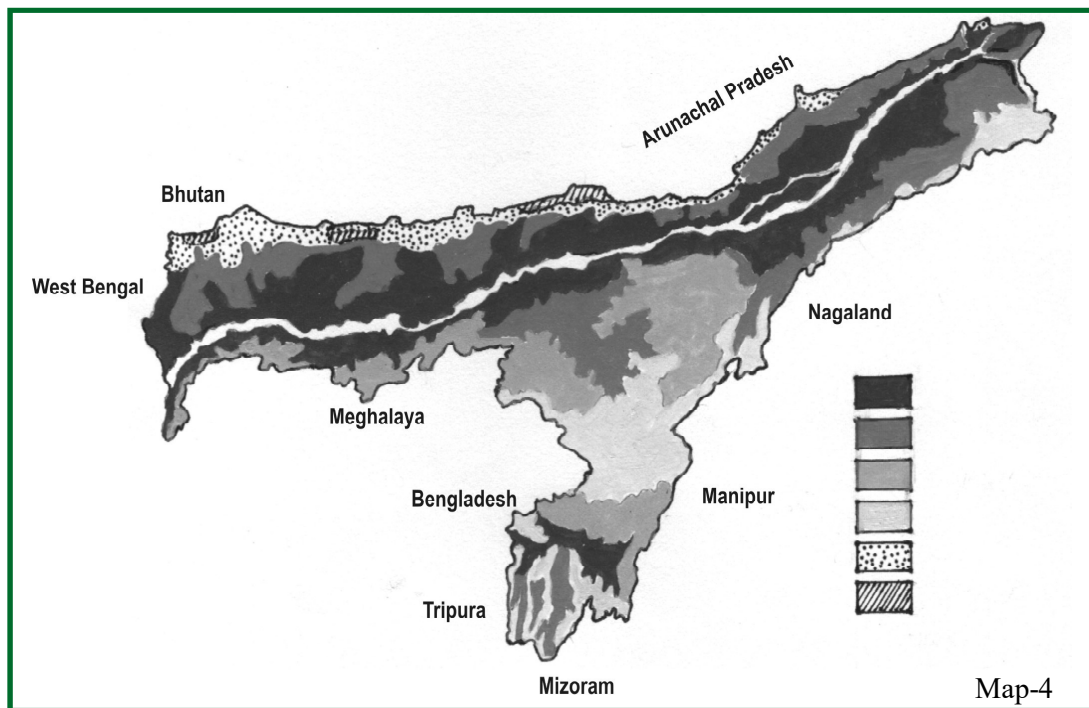 Arunachal Pradesh
Bhutan
West Bengal
Nagaland
Meghalaya
Bengladesh
Manipur
Tripura
Mizoram
Map-4